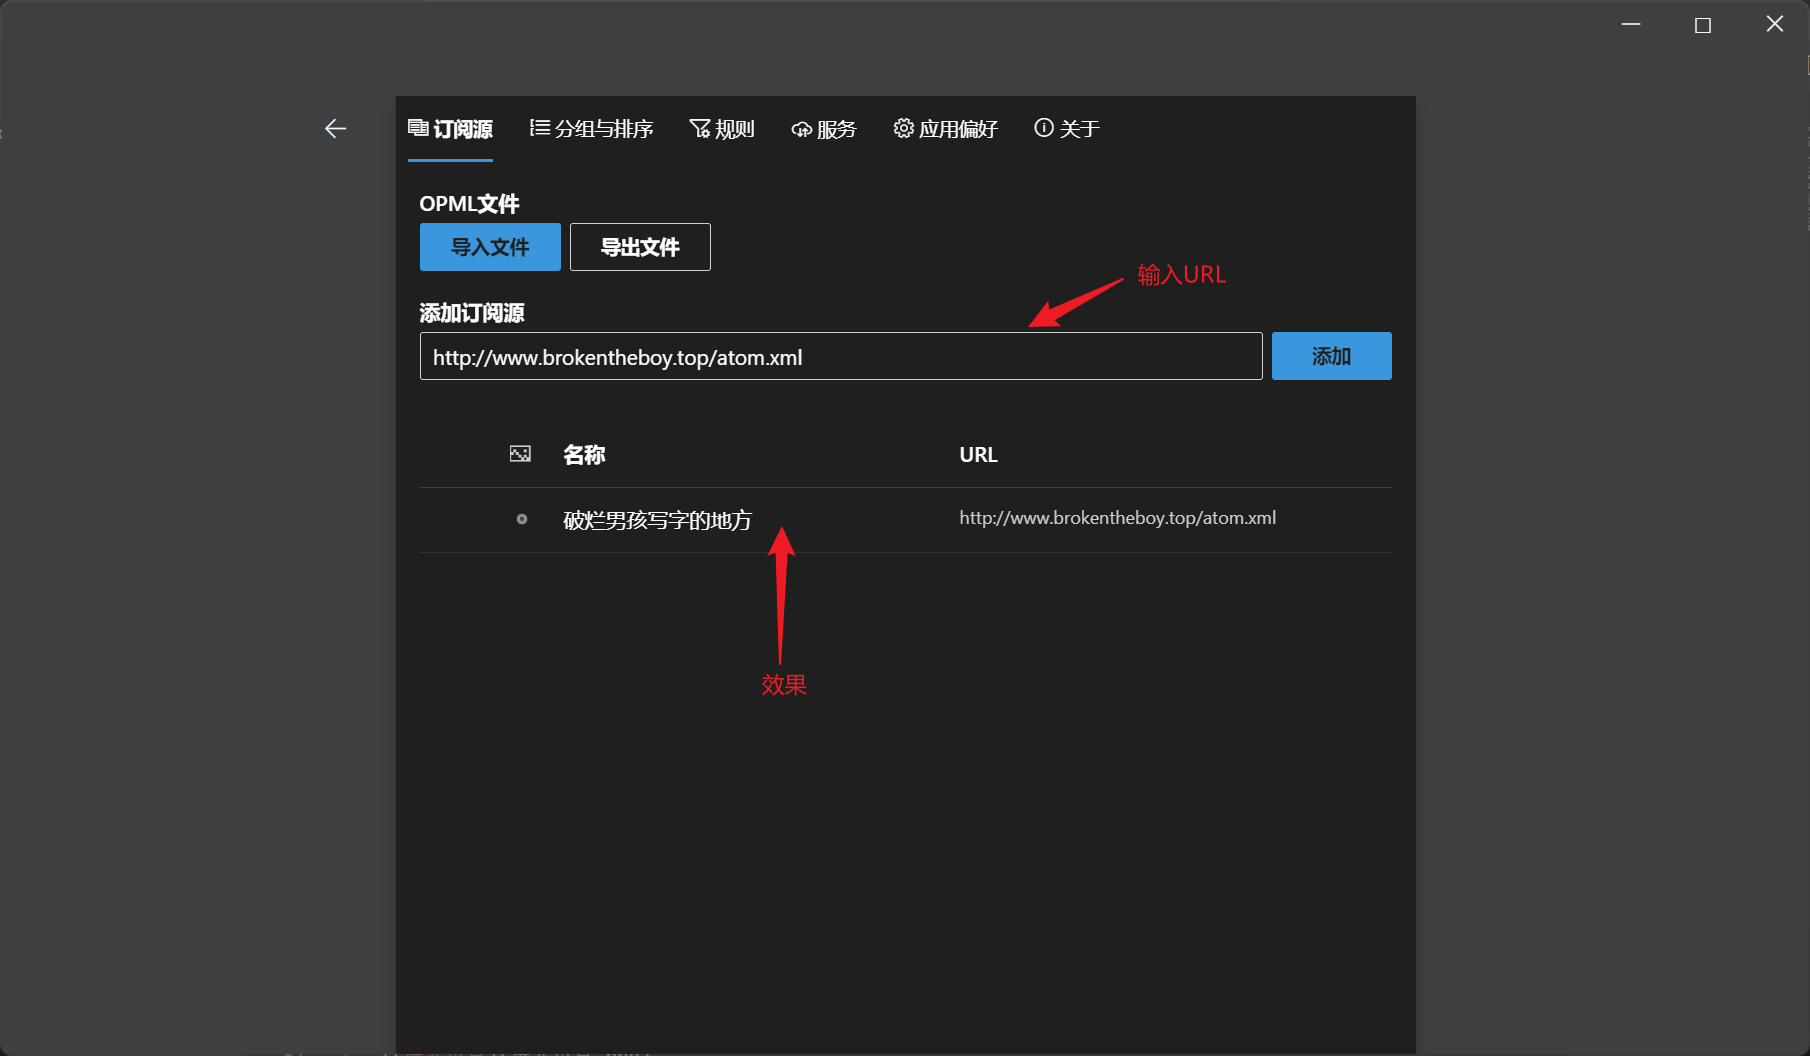 订阅源 分组与排序 规则 服务 应用偏好 关于
OPML文件
导入文件 导出文件
输入URL
添加订阅源
http://www.brokentheboy.top/atom.xml 添加
名称 URL
破烂男孩写字的地方 http://www.brokentheboy.top/atom.xml
效果